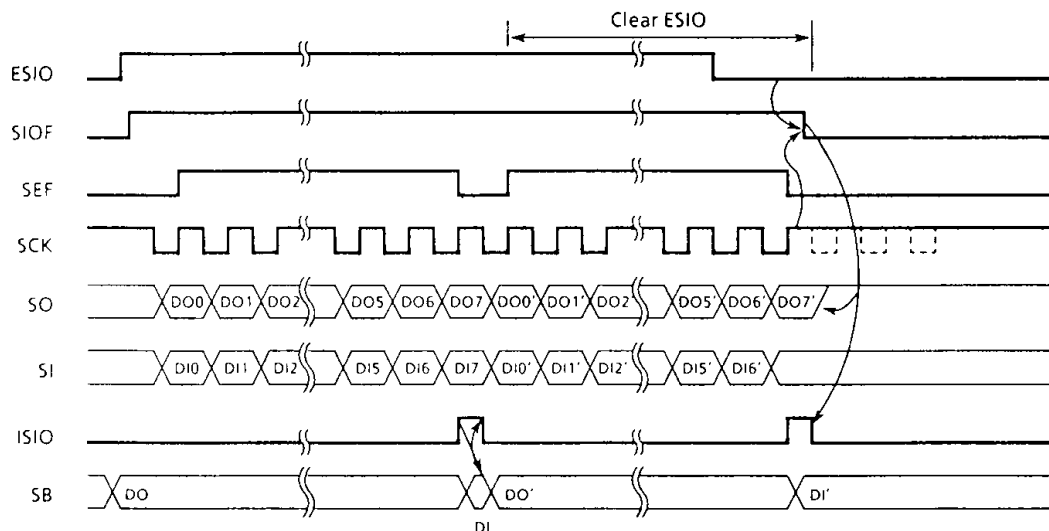 Clear ESIO
ESIO
SIOF
SEF
SCK
SO DO0 DO1 DO2 DO5 DO6 DO7 DO0' DO1' DO2' DO5' DO6' DO7'
SI DI0 DI1 DI2 DI5 DI6 DI7 DI0' DI1' DI2' DI5' DI6'
ISIO
SB DO DO' DI'
DI